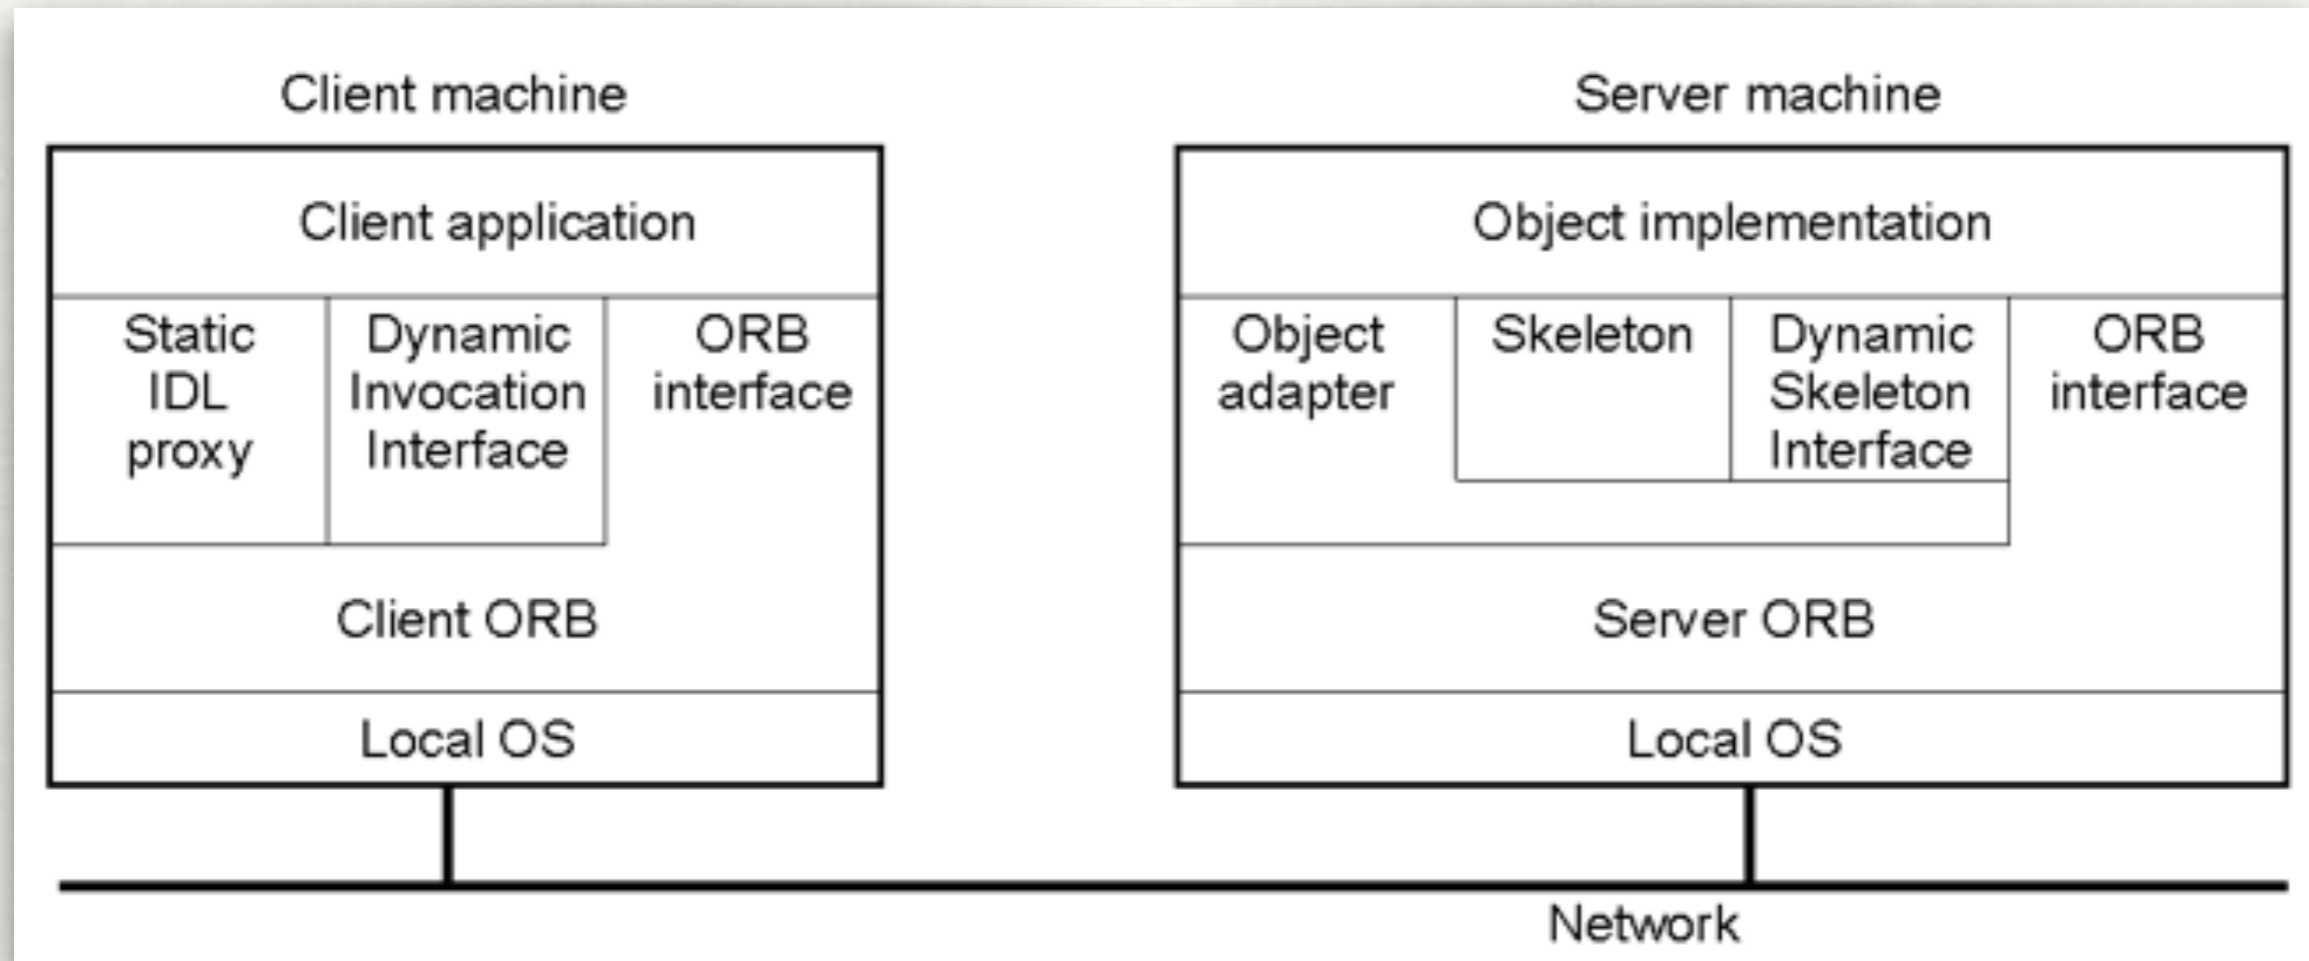 Client machine
Server machine
Client application
Object implementation
Static
IDL
proxy
Dynamic
Invocation
Interface
ORB
interface
Object
adapter
Skeleton
Dynamic
Skeleton
Interface
ORB
interface
Client ORB
Server ORB
Local OS
Local OS
Network